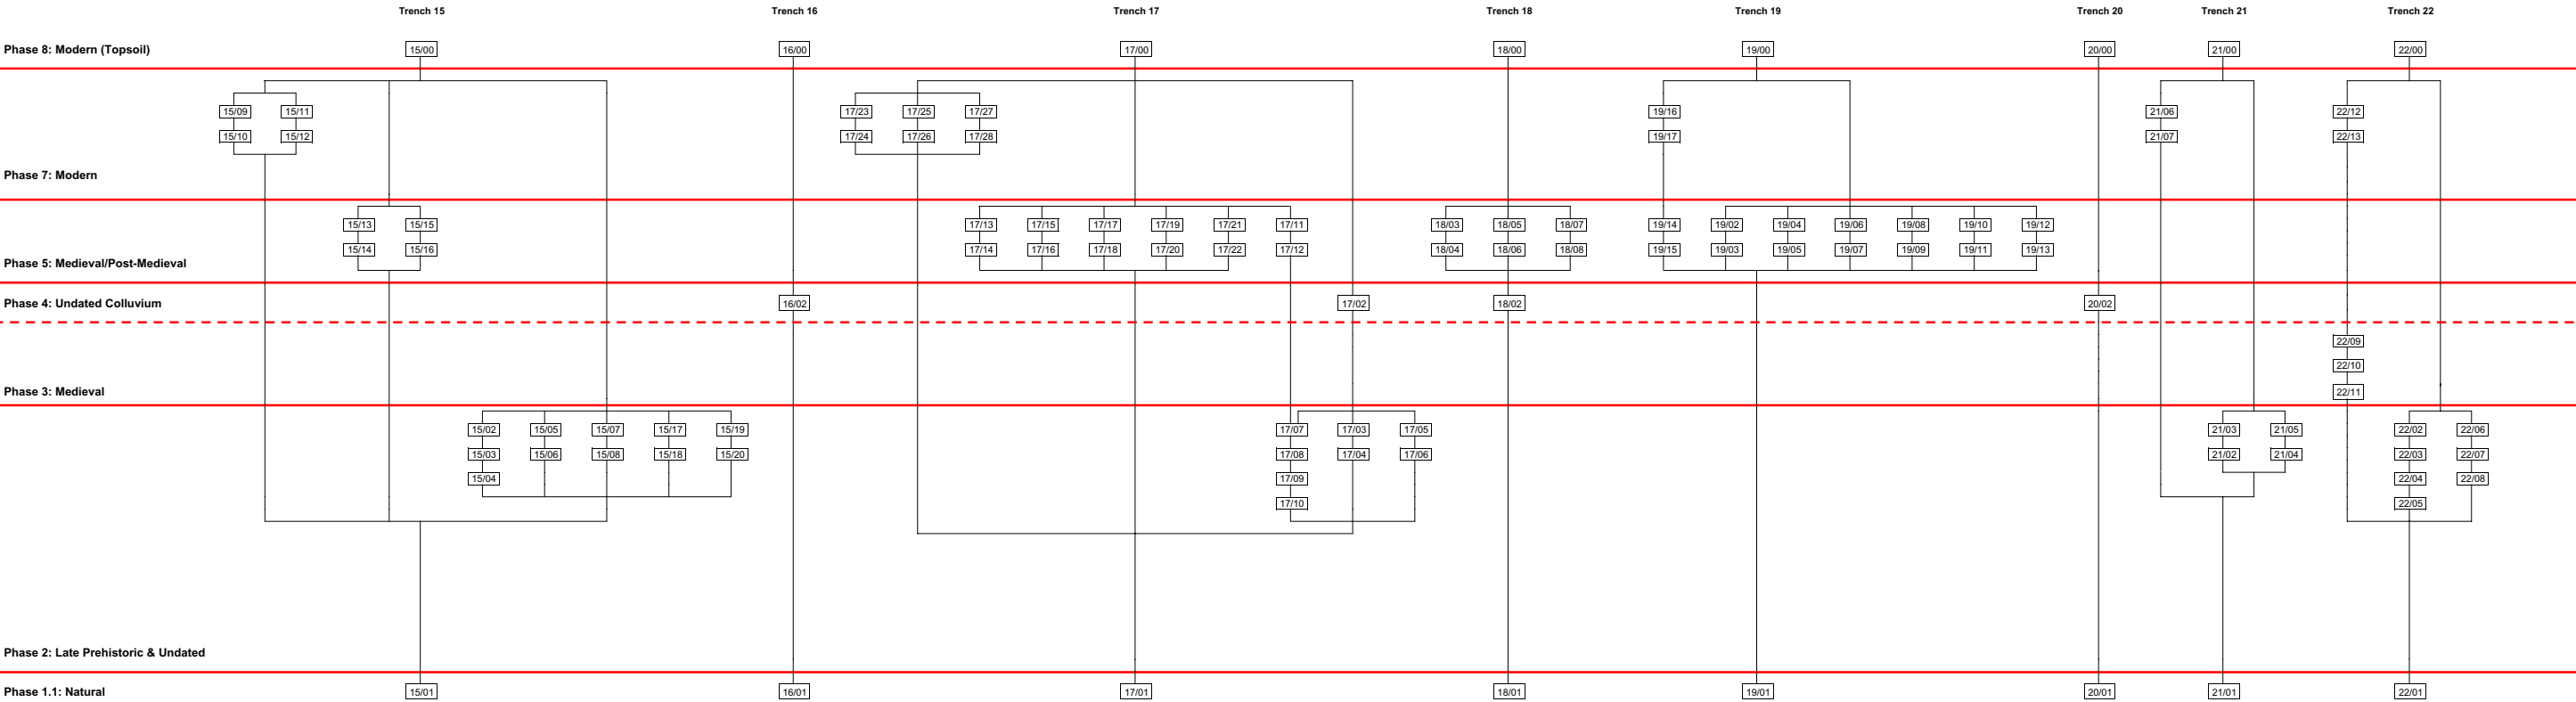 Trench 15 Trench 16 Trench 17 Trench 18 Trench 19 Trench 20 Trench 21 Trench 22
Phase 8: Modern (Topsoil) 15/00 16/00 17/00 18/00 19/00 20/00 21/00 22/00
15/09 15/11 17/23 17/25 17/27 19/16 21/06 22/12
15/10 15/12 17/24 17/26 17/28 19/17 21/07 22/13
Phase 7: Modern
15/13 15/15 17/13 17/15 17/17 17/19 17/21 17/11 18/03 18/05 18/07 19/14 19/02 19/04 19/06 19/08 19/10 19/12
15/14 15/16 17/14 17/16 17/18 17/20 17/22 17/12 18/04 18/06 18/08 19/15 19/03 19/05 19/07 19/09 19/11 19/13
Phase 5: Medieval/Post-Medieval
Phase 4: Undated Colluvium 16/02 17/02 18/02 20/02
22/09
22/10
Phase 3: Medieval 22/11
15/02 15/05 15/07 15/17 15/19 17/07 17/03 17/05 21/03 21/05 22/02 22/06
15/03 15/06 15/08 15/18 15/20 17/08 17/04 17/06 21/02 21/04 22/03 22/07
15/04 17/09 22/04 22/08
17/10 22/05
Phase 2: Late Prehistoric & Undated
Phase 1.1: Natural 15/01 16/01 17/01 18/01 19/01 20/01 21/01 22/01